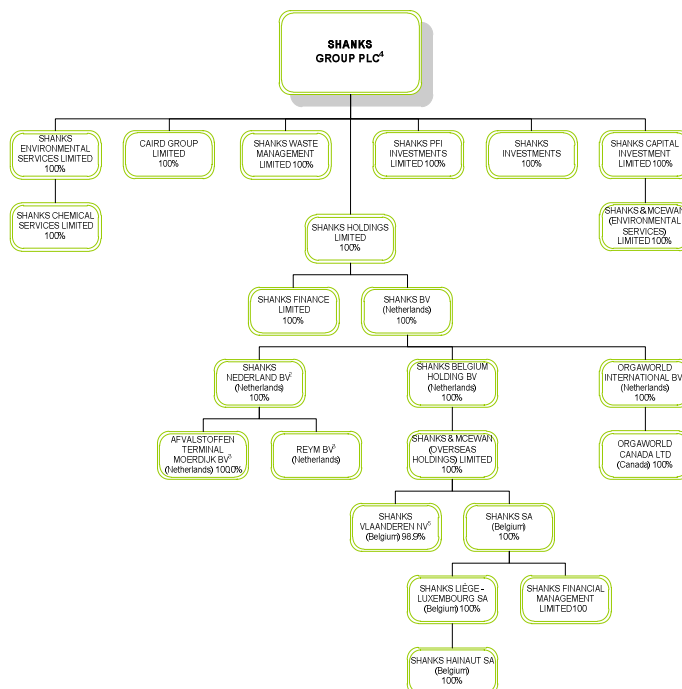 SHANKS
GROUP PLC4
SHANKS
ENVIRONMENTAL
SERVICES LIMITED
100%
CAIRD GROUP
LIMITED
100%
SHANKS WASTE
MANAGEMENT
LIMITED 100%
SHANKS PFI
INVESTMENTS
LIMITED 100%
SHANKS
INVESTMENTS
100%
SHANKS CAPITAL
INVESTMENT
LIMITED 100%
SHANKS CHEMICAL
SERVICES LIMITED
100%
SHANKS HOLDINGS
LIMITED
100%
SHANKS & MCEWAN
(ENVIRONMENTAL
SERVICES)
LIMITED 100%
SHANKS FINANCE
LIMITED
100%
SHANKS BV
(Netherlands)
100%
SHANKS
NEDERLAND BV2
(Netherlands)
100%
SHANKS BELGIUM
HOLDING BV
(Netherlands)
100%
ORGAWORLD
INTERNATIONAL BV
(Netherlands)
100%
AFVALSTOFFEN
TERMINAL
MOERDIJK BV3
(Netherlands) 100.0%
REYM BV3
(Netherlands)
SHANKS & MCEWAN
(OVERSEAS
HOLDINGS) LIMITED
100%
ORGAWORLD
CANADA LTD
(Canada) 100%
SHANKS
VLAANDEREN NV5
(Belgium) 98.9%
SHANKS SA
(Belgium)
100%
SHANKS LIÉGE -
LUXEMBOURG SA
(Belgium) 100%
SHANKS FINANCIAL
MANAGEMENT
LIMITED100
SHANKS HAINAUT SA
(Belgium)
100%